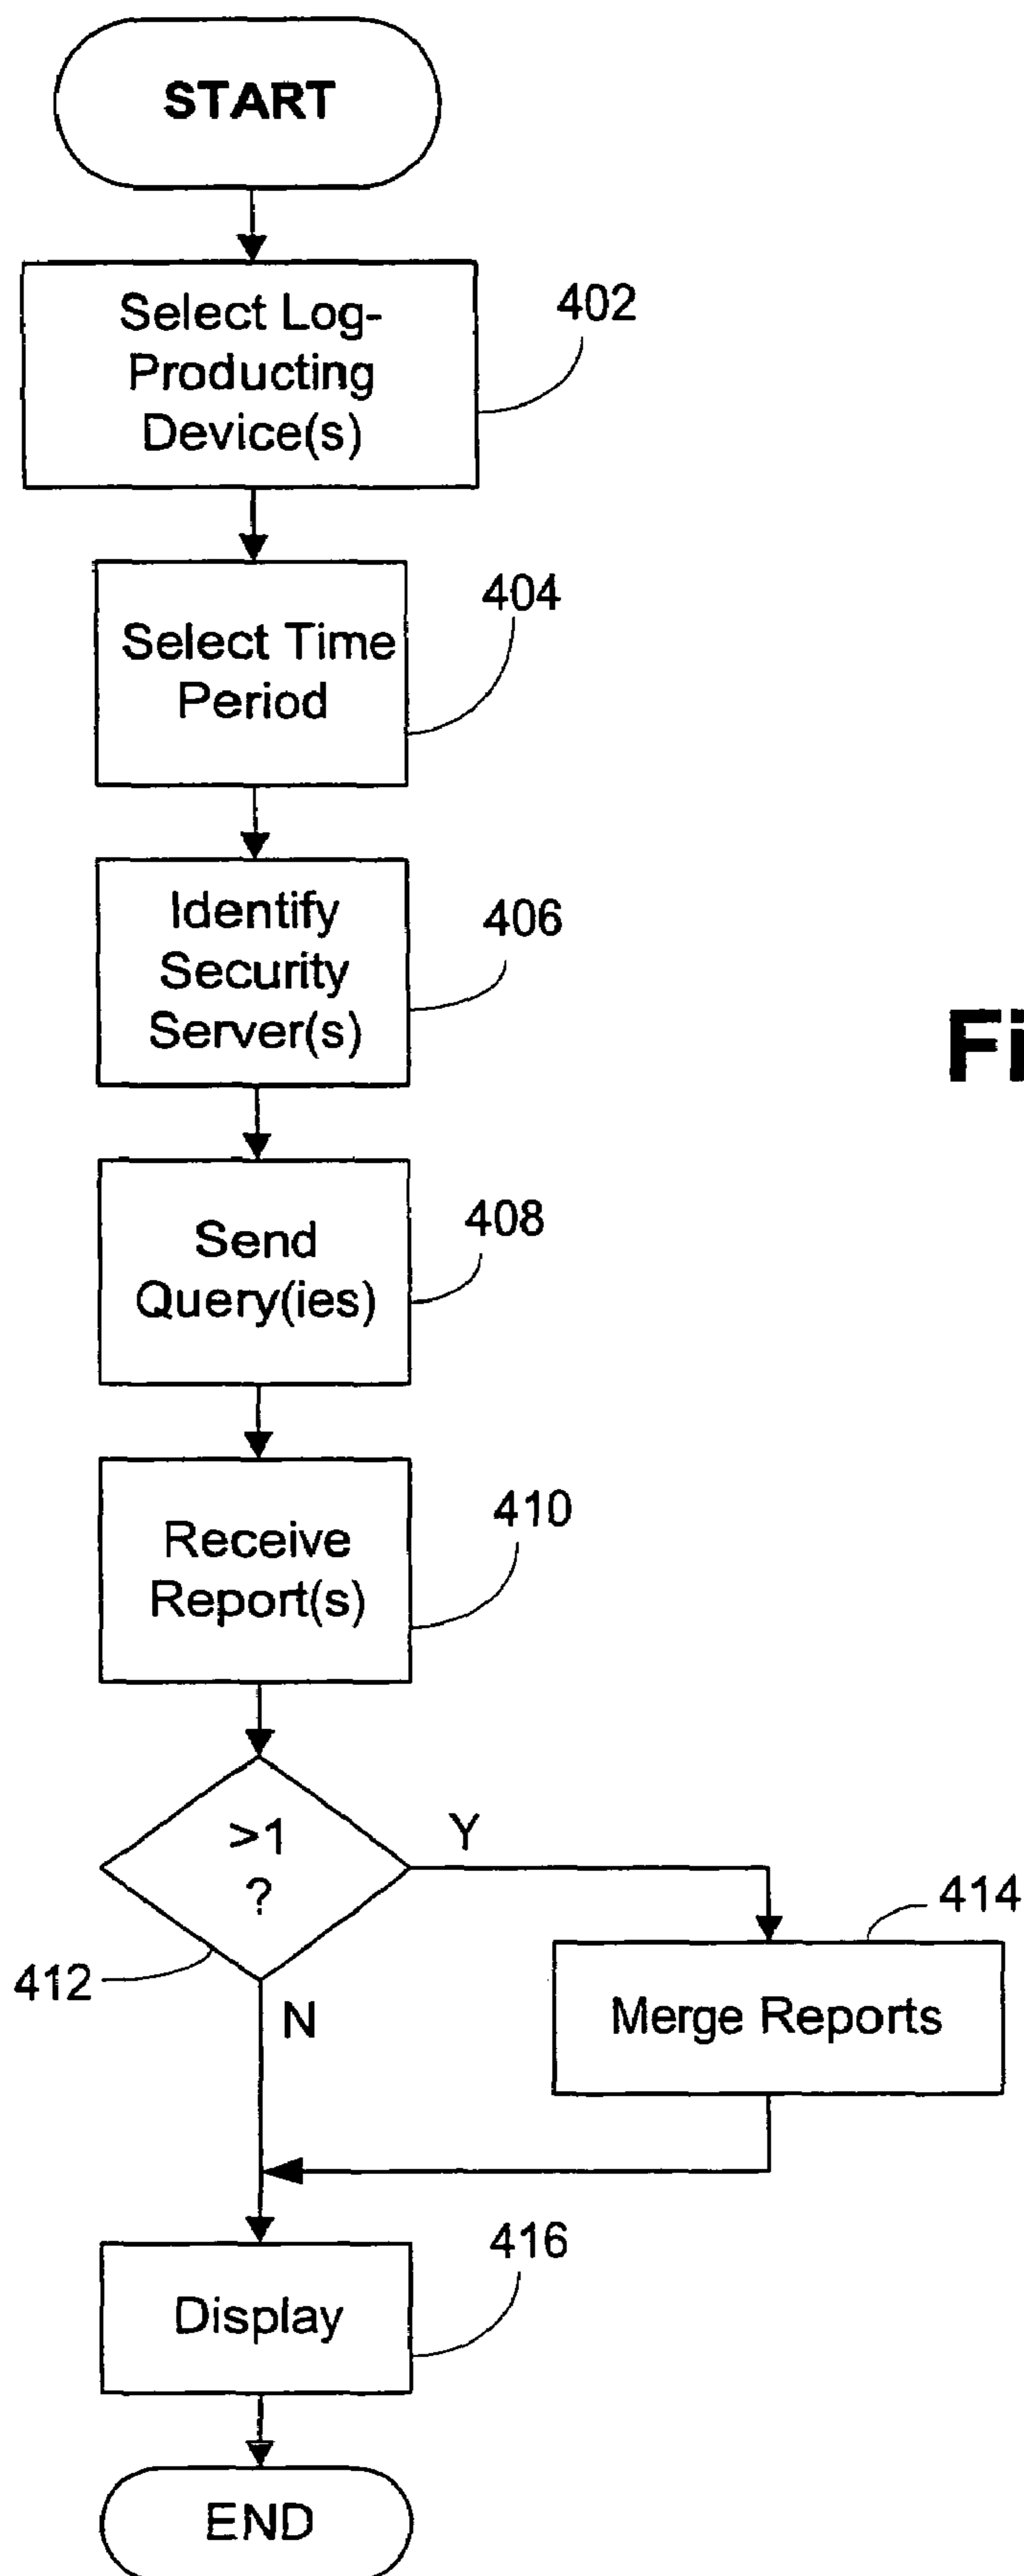 START
Select Log-
Producting
Device(s)
402
Select Time
Period
404
Identify
Security
Server(s)
406
Fi
Send
Query(ies)
408
Receive
Report(s)
410
>1
?
Y
412
N
414
Merge Reports
416
Display
END